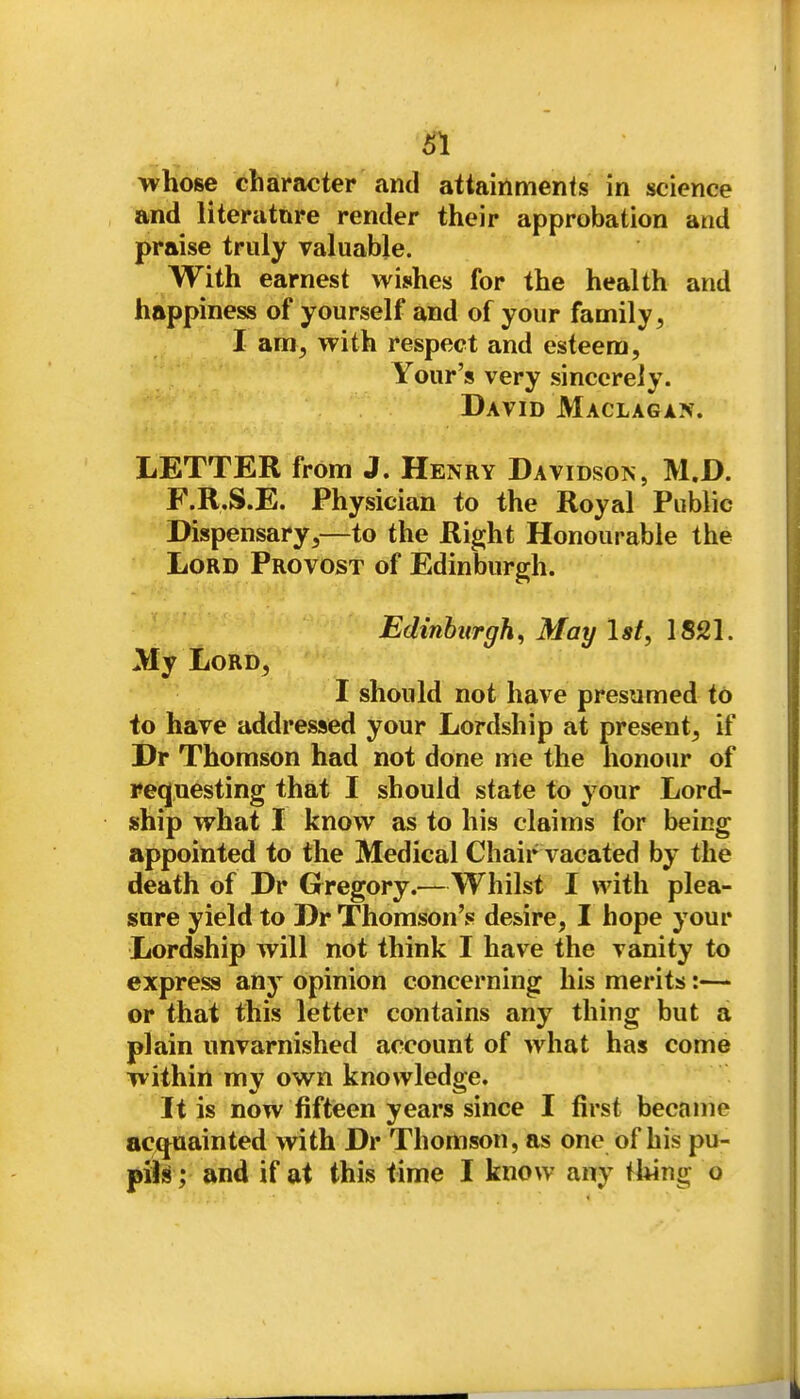 51
whose character and attainments in science
and literature render their approbation and
praise truly valuable.
With earnest wishes for the health and
happiness of yourself and of your family,
I am, with respect and esteem,
Your's very sincerely.
David Maclagan.
LETTER from J. Henry Davidson, M.D.
F.R.S.E. Physician to the Royal Public
Dispensary,—to the Right Honourable the
Lord Provost of Edinburgh.
Edinburgh, May 1st, 1821.
My Lord,
I should not have presumed to
to have addressed your Lordship at present, if
Dr Thomson had not done me the honour of
requesting that I should state to your Lord-
ship what I know as to his claims for being
appointed to the Medical Chair vacated by the
death of Dr Gregory.—Whilst I with plea-
sure yield to Dr Thomson's desire, I hope your
Lordship will not think I have the vanity to
express any opinion concerning his merits:—
or that this letter contains any thing but a
plain unvarnished account of what has come
within my own knowledge.
It is now fifteen years since I first became
acquainted with Dr Thomson, as one of his pu-
pils; and if at this time I know any thing o